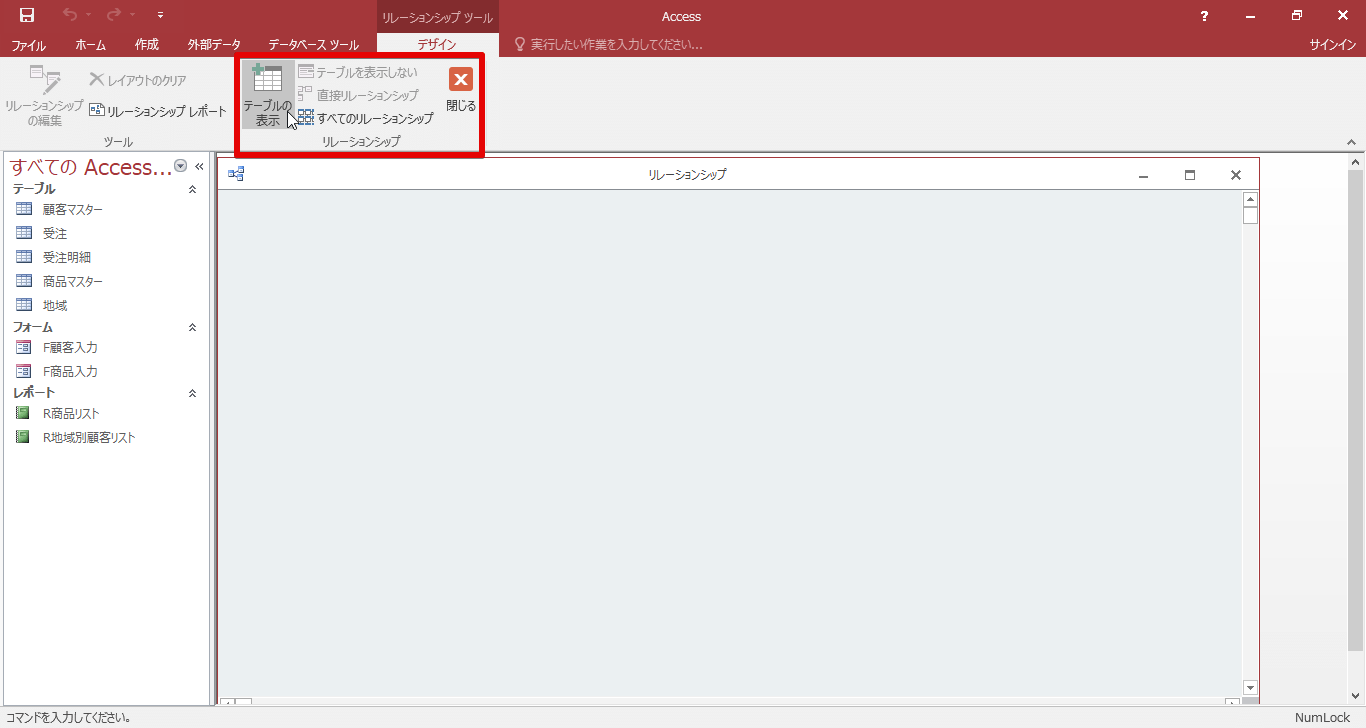 リレーションシップ ツール
Access
?
ファイル
ホーム
作成
外部データ
データベース ツール
デザイン
実行したい作業を入力してください...
サインイン
リレーションシップ
の編集
レイアウトのクリア
リレーションシップ レポート
ツール
テーブルの
表示
テーブルを表示しない
直接リレーションシップ
すべてのリレーションシップ
閉じる
リレーションシップ
すべての Access...
テーブル
顧客マスター
受注
受注明細
商品マスター
地域
フォーム
F顧客入力
F商品入力
レポート
R商品リスト
R地域別顧客リスト
リレーションシップ
コマンドを入力してください。
NumLock